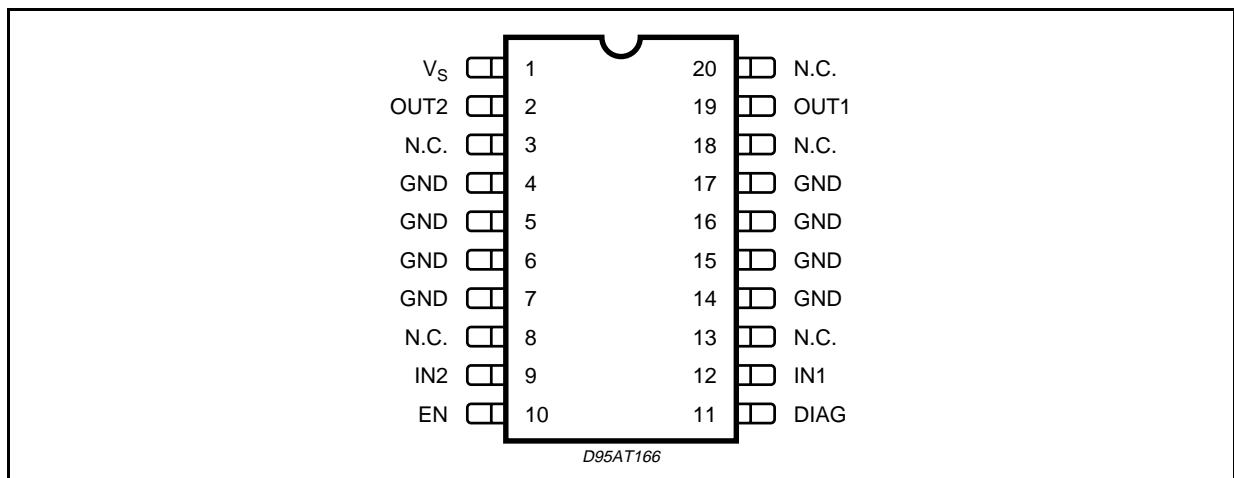 V_S 1 20 N.C.
OUT2 2 19 OUT1
N.C. 3 18 N.C.
GND 4 17 GND
GND 5 16 GND
GND 6 15 GND
GND 7 14 GND
N.C. 8 13 N.C.
IN2 9 12 IN1
EN 10 11 DIAG
D95AT166